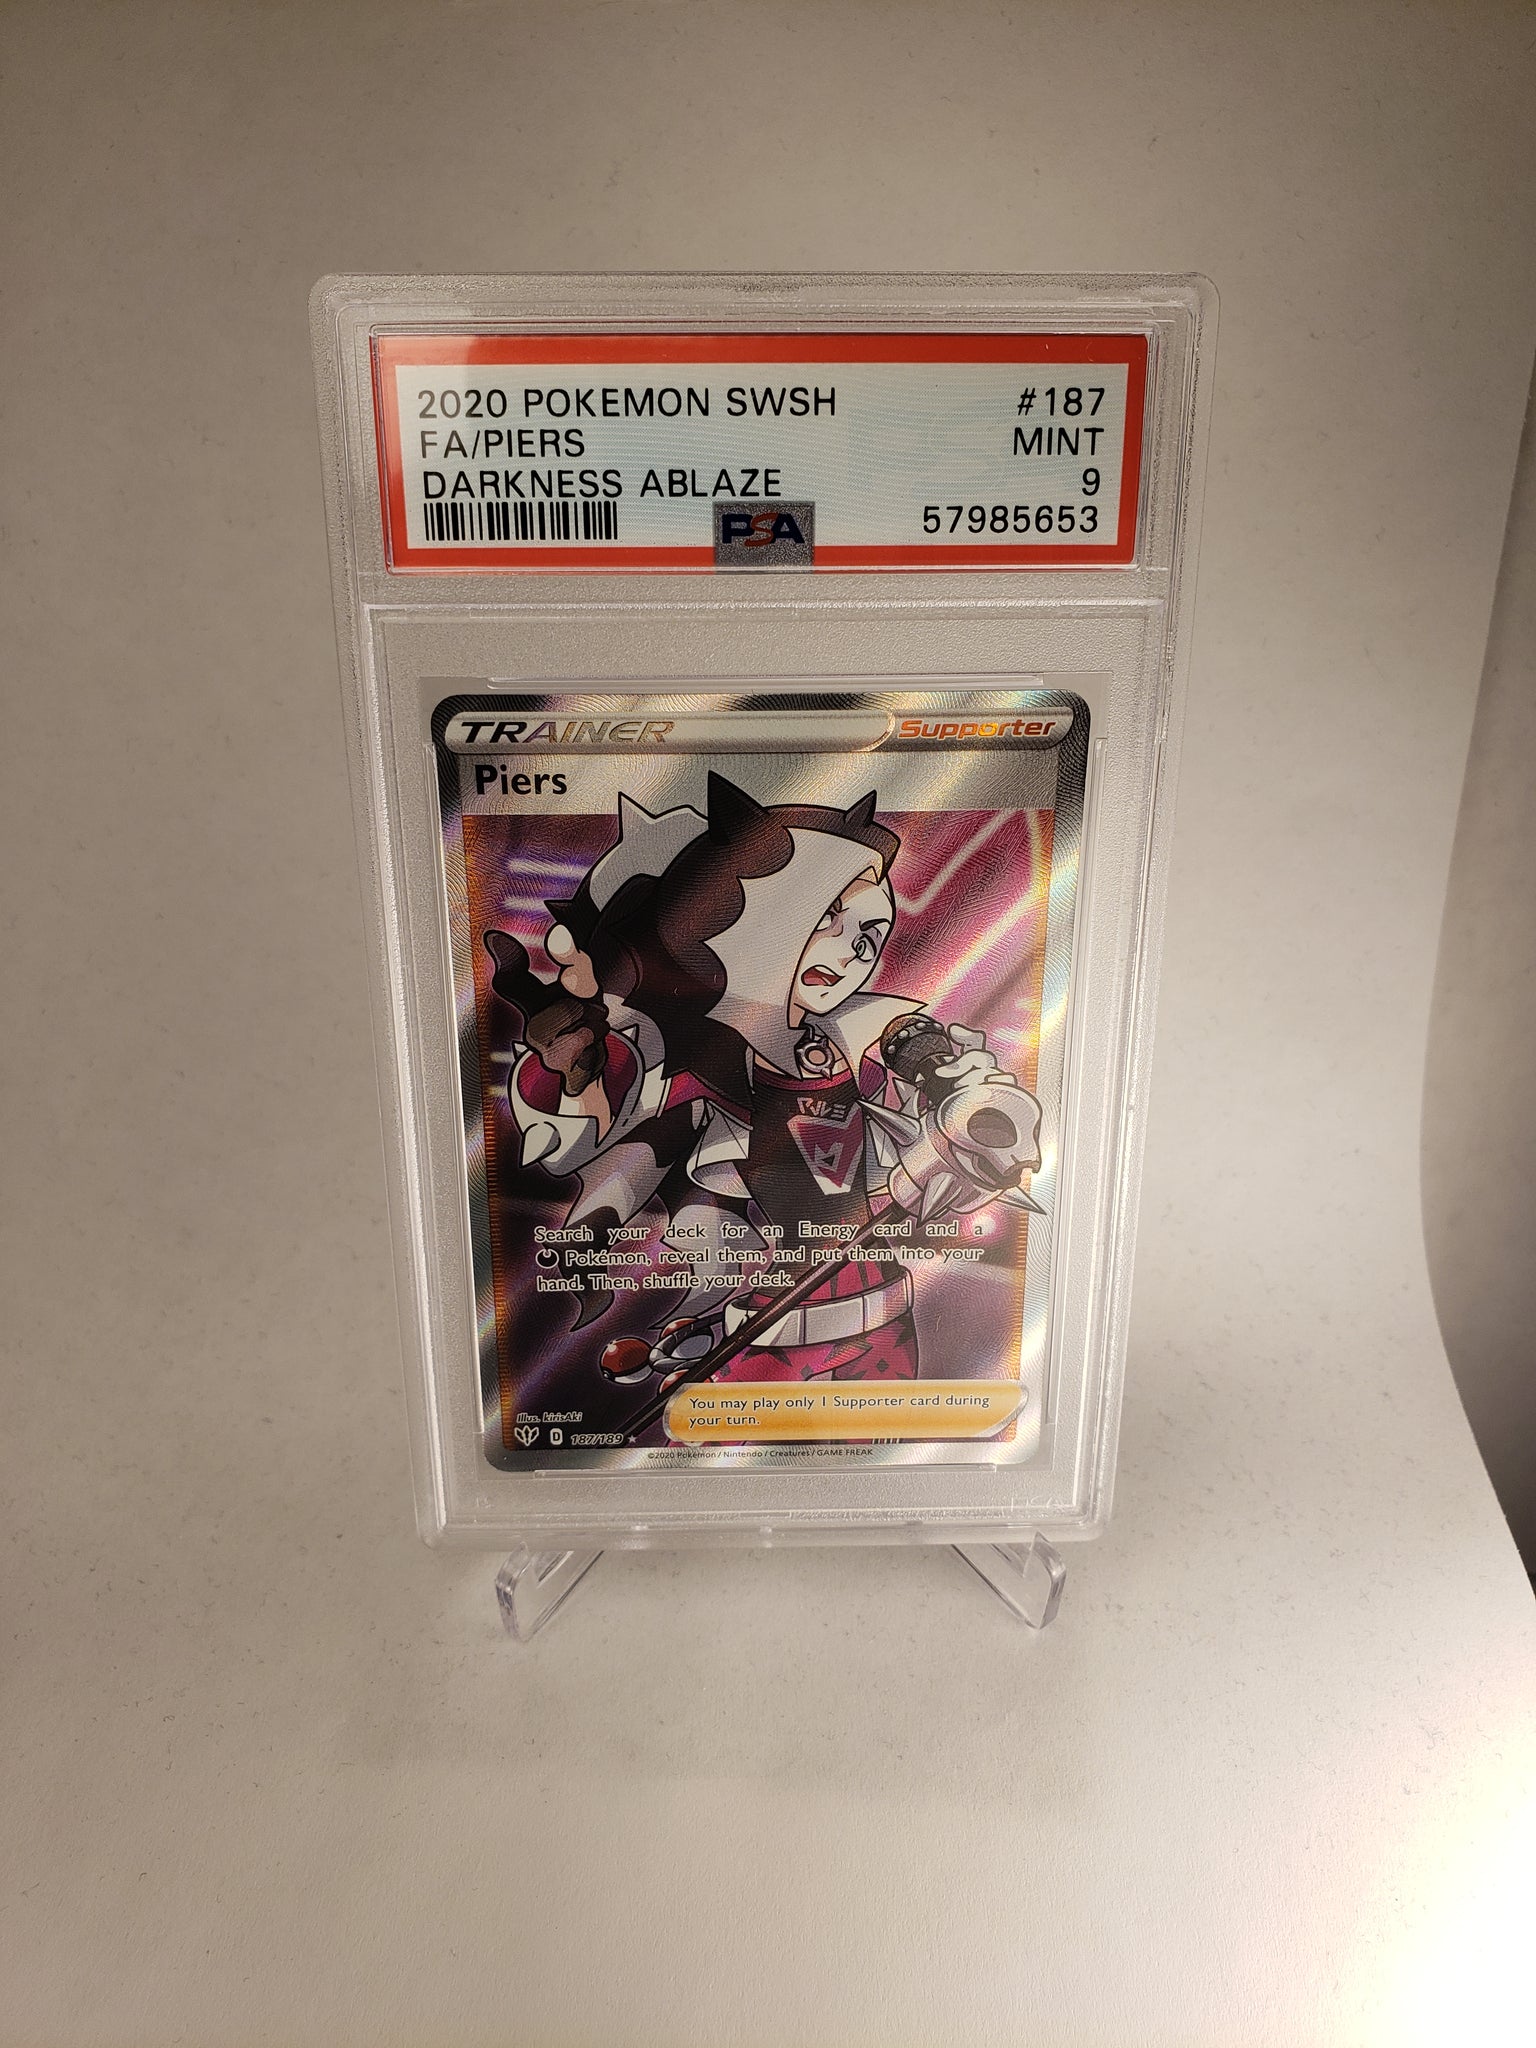 2020 POKEMON SWSH #187
FA/PIERS MINT
DARKNESS ABLAZE 9
PSA 57985653
TRAINER Supporter
Piers
Search your deck for an Energy card and a
Pokémon, reveal them, and put them into your
hand. Then, shuffle your deck.
You may play only 1 Supporter card during
your turn.
Illus. kirisAki
D 187/189
©2020 Pokémon / Nintendo / Creatures / GAME FREAK